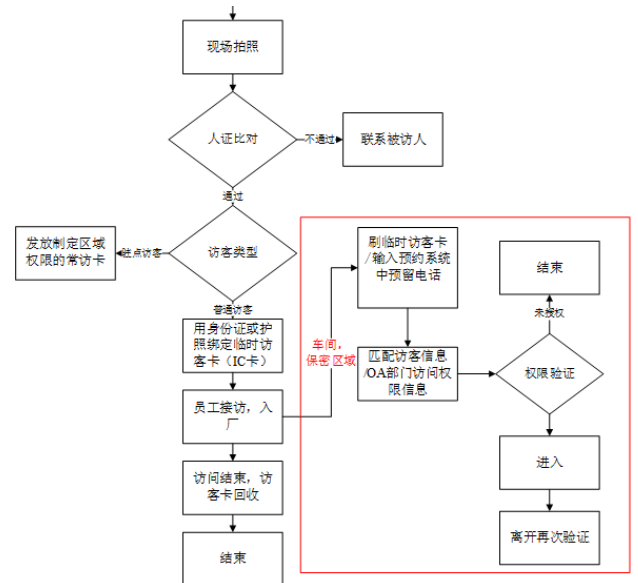 现场拍照
人证比对
不通过
联系被访人
通过
发放制定区域
权限的常访卡
驻点访客
访客类型
普通访客
用身份证或护
照绑定临时访
客卡（IC卡）
员工接访，入
厂
访问结束，访
客卡回收
结束
车间，
保密区域
刷临时访客卡
/输入预约系统
中预留电话
匹配访客信息
/OA部门访问权
限信息
权限验证
未授权
结束
进入
离开再次验证